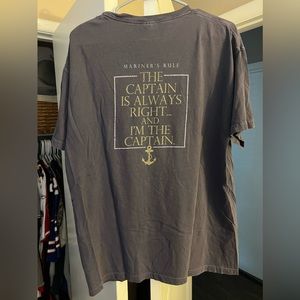 MARINER'S RULE
THE
CAPTAIN
IS ALWAYS
RIGHT...
AND
I'M THE
CAPTAIN.